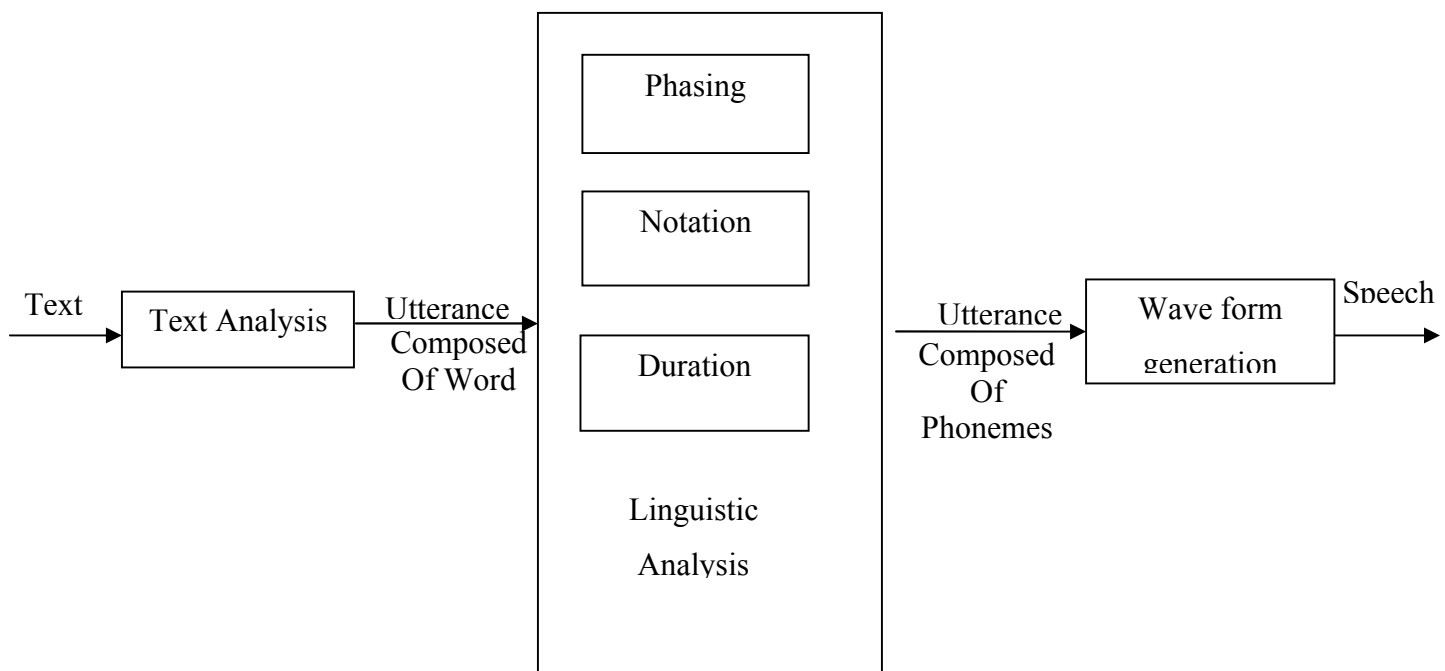 Text
Text Analysis
Utterance
Composed
Of Word
Phasing
Notation
Duration
Linguistic
Analysis
Utterance
Composed
Of
Phonemes
Wave form
generation
Speech